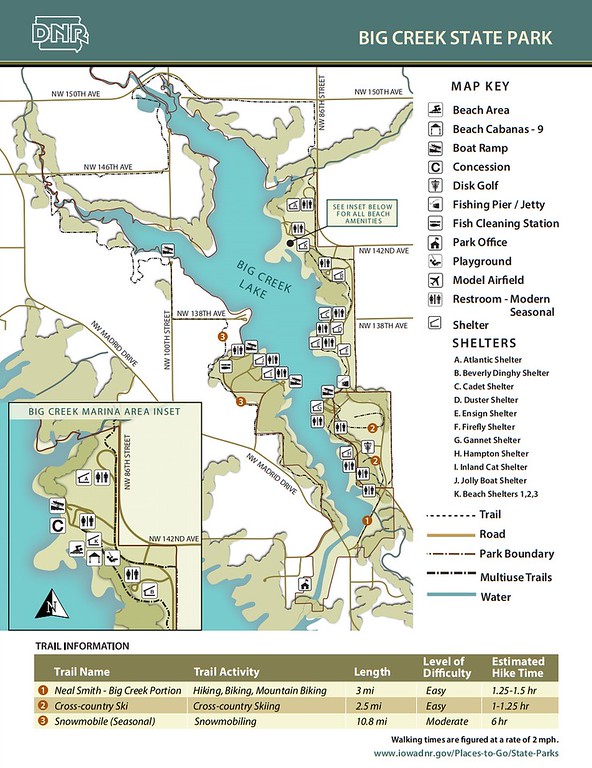 DNR
BIG CREEK STATE PARK
NW 150TH AVE
NW 86TH STREET
NW 150TH AVE
NW 146TH AVE
SEE INSET BELOW
FOR ALL BEACH
AMENITIES
NW 142ND AVE
BIG CREEK
LAKE
NW 138TH AVE
NW 138TH AVE
NW 100TH STREET
NW MADRID DRIVE
3
3
2
2
NW MADRID DRIVE
1
BIG CREEK MARINA AREA INSET
NW 86TH STREET
A
C
K
NW 142ND AVE
B
N
MAP KEY
Beach Area
Beach Cabanas - 9
Boat Ramp
C Concession
Disk Golf
Fishing Pier / Jetty
Fish Cleaning Station
Park Office
Playground
Model Airfield
Restroom - Modern
Seasonal
Shelter
SHELTERS
A. Atlantic Shelter
B. Beverly Dinghy Shelter
C. Cadet Shelter
D. Duster Shelter
E. Ensign Shelter
F. Firefly Shelter
G. Gannet Shelter
H. Hampton Shelter
I. Inland Cat Shelter
J. Jolly Boat Shelter
K. Beach Shelters 1,2,3
Trail
Road
Park Boundary
Multiuse Trails
Water
TRAIL INFORMATION
Trail Name Trail Activity Length Level of Difficulty Estimated Hike Time
1 Neal Smith - Big Creek Portion Hiking, Biking, Mountain Biking 3 mi Easy 1.25-1.5 hr
2 Cross-country Ski Cross-country Skiing 2.5 mi Easy 1-1.25 hr
3 Snowmobile (Seasonal) Snowmobiling 10.8 mi Moderate 6 hr
Walking times are figured at a rate of 2 mph.
www.iowadnr.gov/Places-to-Go/State-Parks